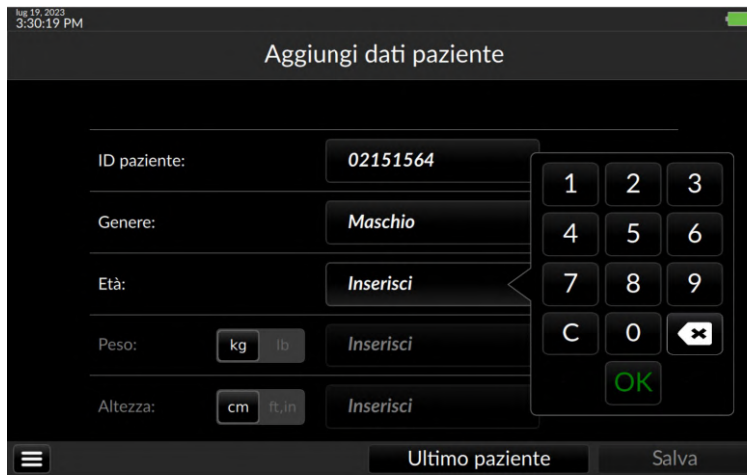 lug 19, 2023
3:30:19 PM
Aggiungi dati paziente
ID paziente: 02151564
Genere: Maschio
Età: Inserisci
Peso: kg lb Inserisci
Altezza: cm ft,in Inserisci
1 2 3
4 5 6
7 8 9
C 0
OK
Ultimo paziente Salva